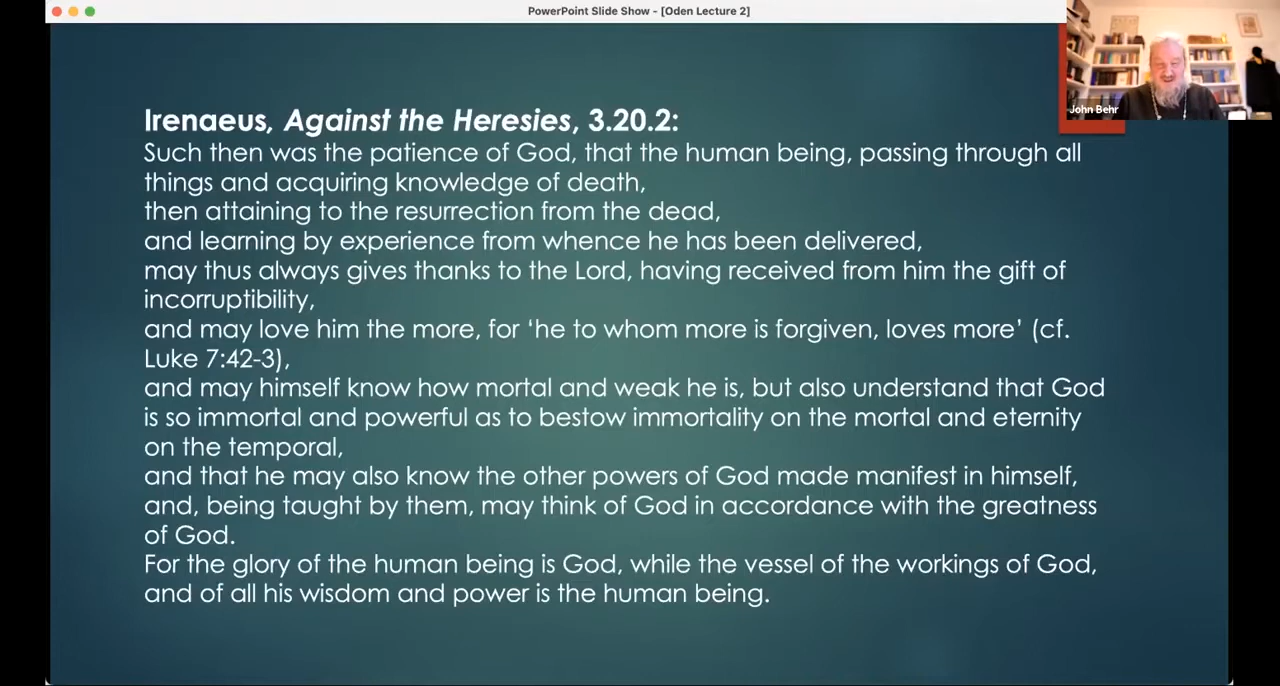 PowerPoint Slide Show - [Oden Lecture 2]
John Behr
Irenaeus, Against the Heresies, 3.20.2:
Such then was the patience of God, that the human being, passing through all
things and acquiring knowledge of death,
then attaining to the resurrection from the dead,
and learning by experience from whence he has been delivered,
may thus always gives thanks to the Lord, having received from him the gift of
incorruptibility,
and may love him the more, for ‘he to whom more is forgiven, loves more’ (cf.
Luke 7:42-3),
and may himself know how mortal and weak he is, but also understand that God
is so immortal and powerful as to bestow immortality on the mortal and eternity
on the temporal,
and that he may also know the other powers of God made manifest in himself,
and, being taught by them, may think of God in accordance with the greatness
of God.
For the glory of the human being is God, while the vessel of the workings of God,
and of all his wisdom and power is the human being.